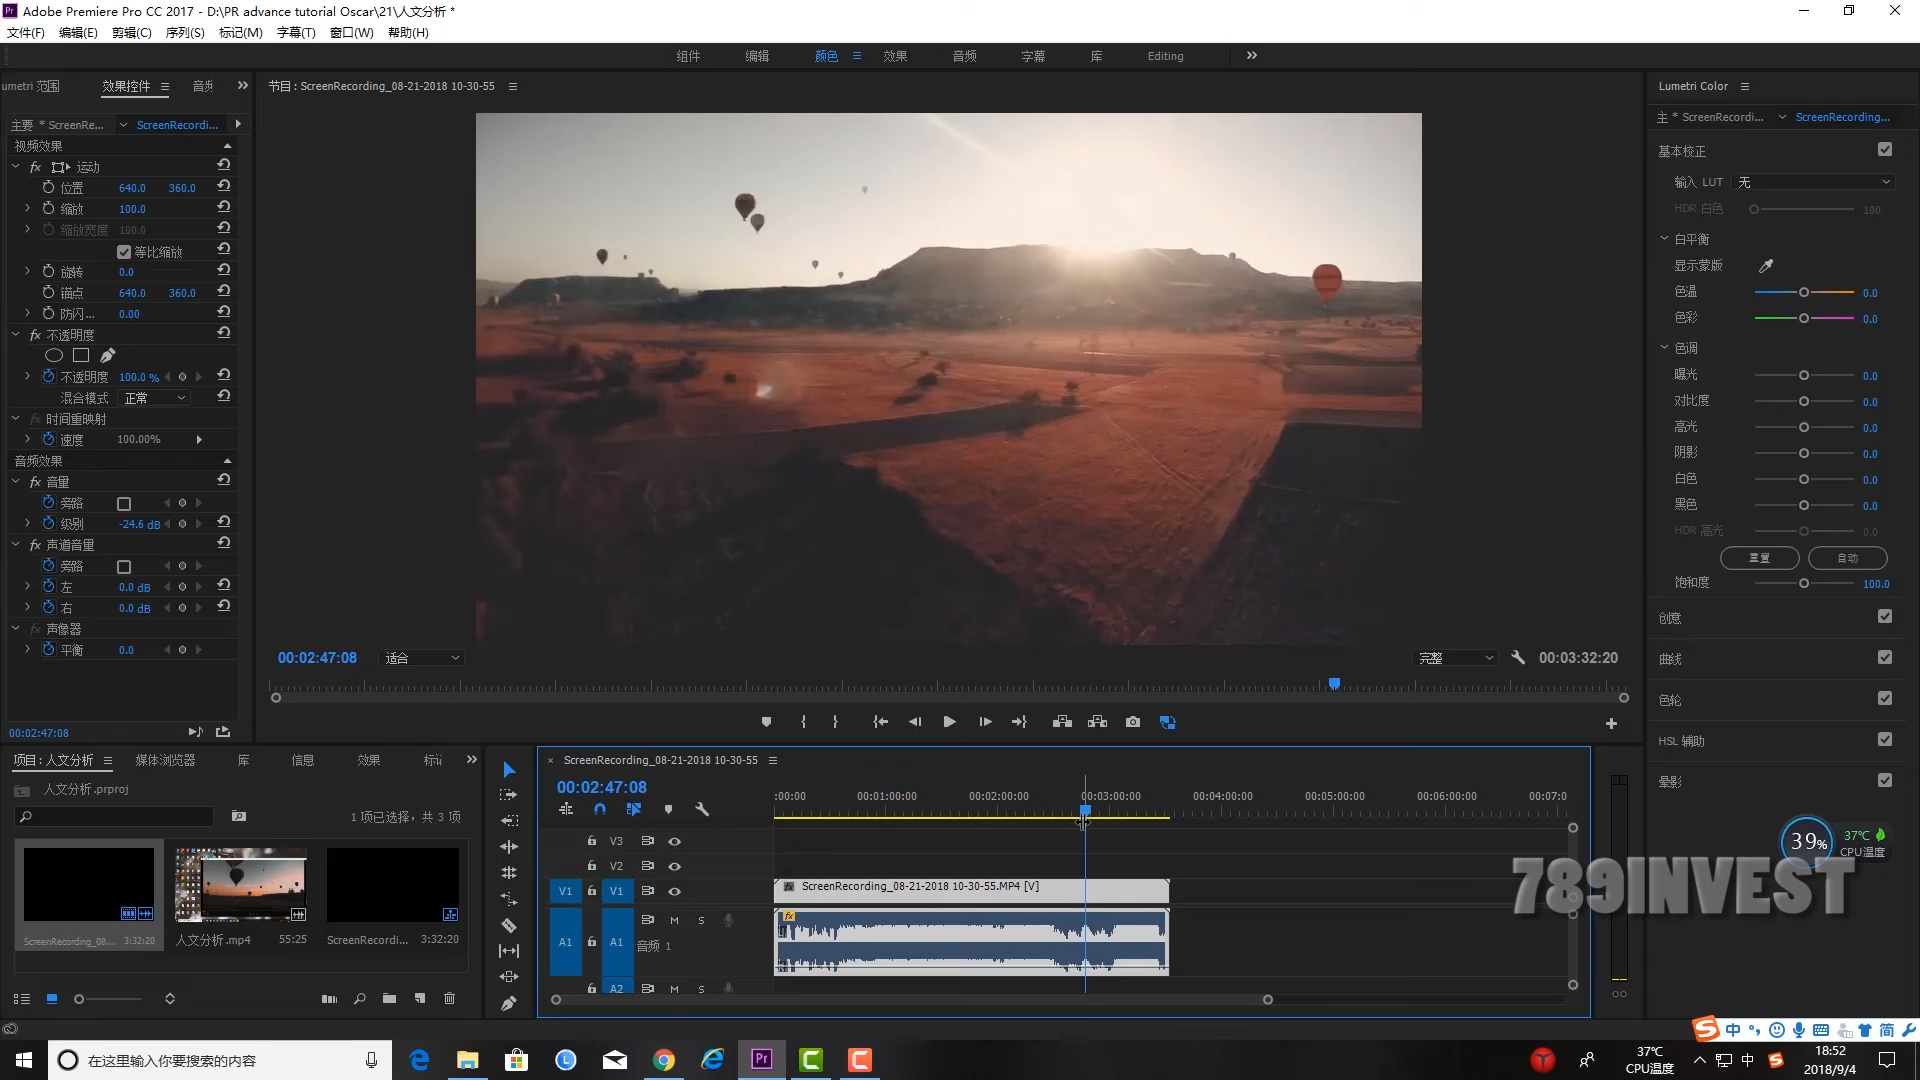 Adobe Premiere Pro CC 2017 - D:\PR advance tutorial Oscar\21\人文分析 *
文件(F) 编辑(E) 剪辑(C) 序列(S) 标记(M) 字幕(T) 窗口(W) 帮助(H)
组件 编辑 颜色 效果 音频 字幕 库 Editing
umetri 范围 效果控件 音频
节目: ScreenRecording_08-21-2018 10-30-55
Lumetri Color
主要 * ScreenRe... ScreenRecordi...
主 * ScreenRecordi... ScreenRecording...
视频效果
fx 运动
位置 640.0 360.0
缩放 100.0
缩放宽度 100.0
等比缩放
旋转 0.0
锚点 640.0 360.0
防闪... 0.00
fx 不透明度
不透明度 100.0 %
混合模式 正常
fx 时间重映射
速度 100.00%
音频效果
fx 音量
旁路
级别 -24.6 dB
fx 声道音量
旁路
左 0.0 dB
右 0.0 dB
fx 声像器
平衡 0.0
00:02:47:08
基本校正
输入 LUT 无
HDR 白色 100
白平衡
显示蒙版
色温 0.0
色彩 0.0
色调
曝光 0.0
对比度 0.0
高光 0.0
阴影 0.0
白色 0.0
黑色 0.0
HDR 高光 0.0
重置 自动
饱和度 100.0
创意
曲线
色轮
HSL 辅助
晕影
00:02:47:08 适合 完整 00:03:32:20
项目: 人文分析 媒体浏览器 库 信息 效果 标记
人文分析.prproj
1 项已选择，共 3 项
ScreenRecording_08... 3:32:20
人文分析.mp4 55:25
ScreenRecordi... 3:32:20
× ScreenRecording_08-21-2018 10-30-55
00:02:47:08
:00:00 00:01:00:00 00:02:00:00 00:03:00:00 00:04:00:00 00:05:00:00 00:06:00:00 00:07:0
V3
V2
V1 V1
fx ScreenRecording_08-21-2018 10-30-55.MP4 [V]
M S
A1 A1 音频 1
fx
A2 M S
39% 37℃
CPU温度
789INVEST
S 中 简
在这里输入你要搜索的内容
Pr
37℃
CPU温度
中
18:52
2018/9/4